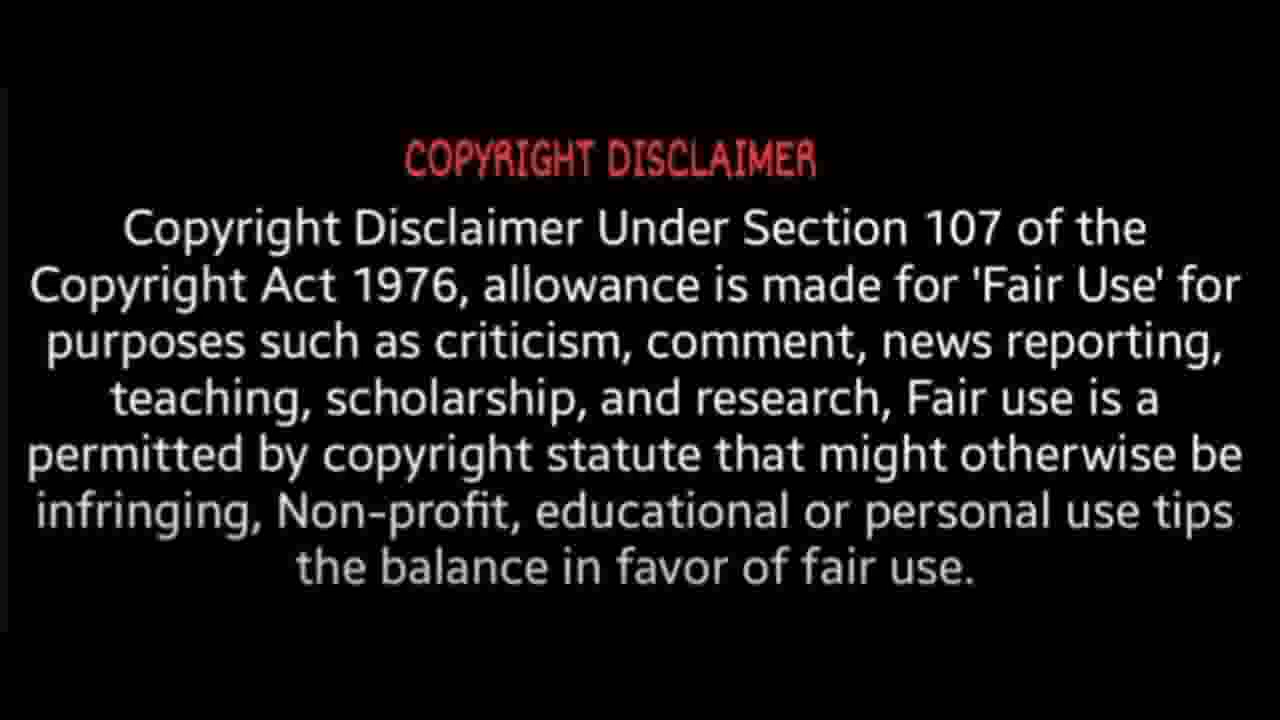 COPYRIGHT DISCLAIMER
Copyright Disclaimer Under Section 107 of the
Copyright Act 1976, allowance is made for 'Fair Use' for
purposes such as criticism, comment, news reporting,
teaching, scholarship, and research, Fair use is a
permitted by copyright statute that might otherwise be
infringing, Non-profit, educational or personal use tips
the balance in favor of fair use.